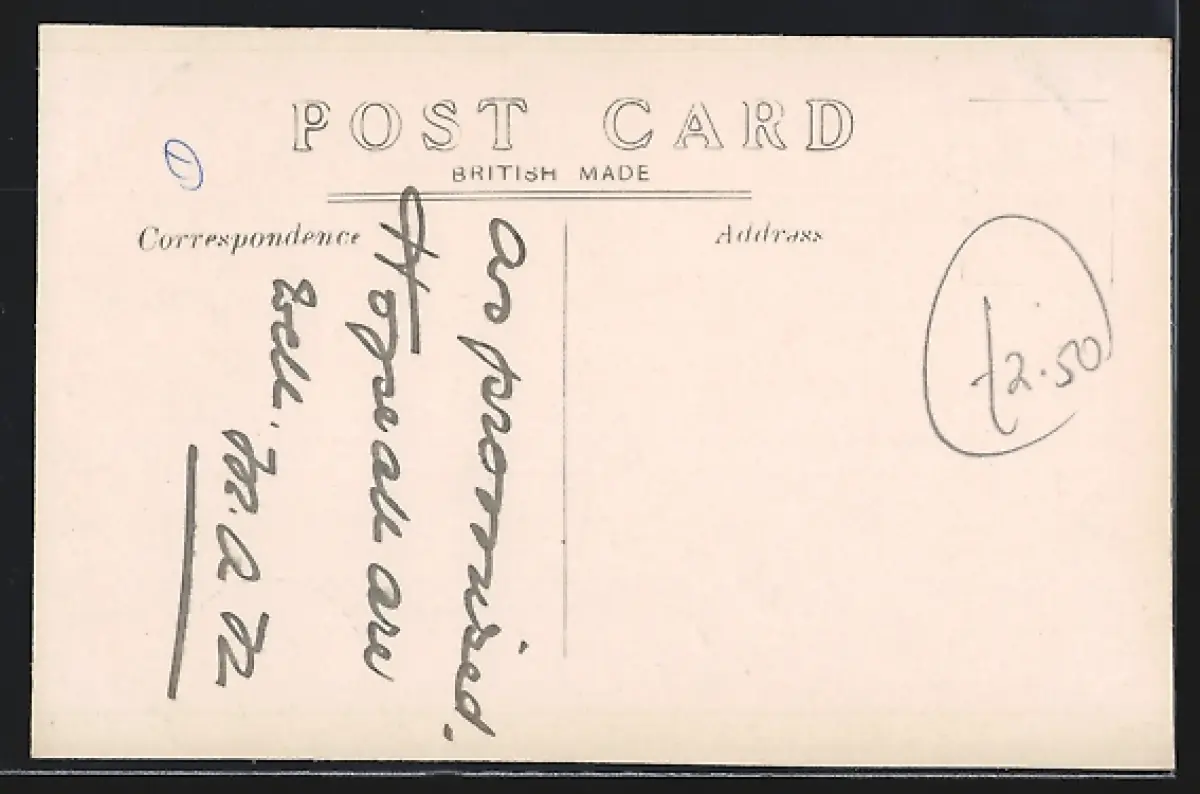 POST CARD
BRITISH MADE
Correspondence
Address
as promised.
Hope all are
well.
£2.50